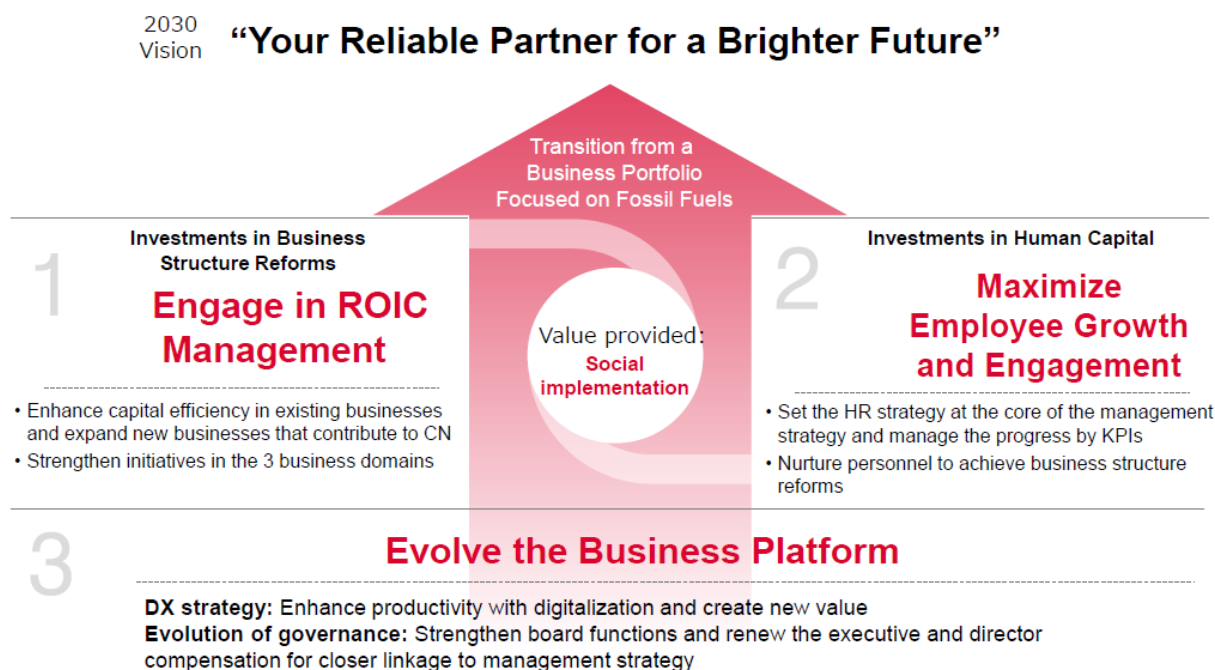 2030
Vision
“Your Reliable Partner for a Brighter Future”
Transition from a
Business Portfolio
Focused on Fossil Fuels
1
Investments in Business
Structure Reforms
Engage in ROIC
Management
• Enhance capital efficiency in existing businesses
and expand new businesses that contribute to CN
• Strengthen initiatives in the 3 business domains
Value provided:
Social
implementation
2
Investments in Human Capital
Maximize
Employee Growth
and Engagement
• Set the HR strategy at the core of the management
strategy and manage the progress by KPIs
• Nurture personnel to achieve business structure
reforms
3
Evolve the Business Platform
DX strategy: Enhance productivity with digitalization and create new value
Evolution of governance: Strengthen board functions and renew the executive and director
compensation for closer linkage to management strategy